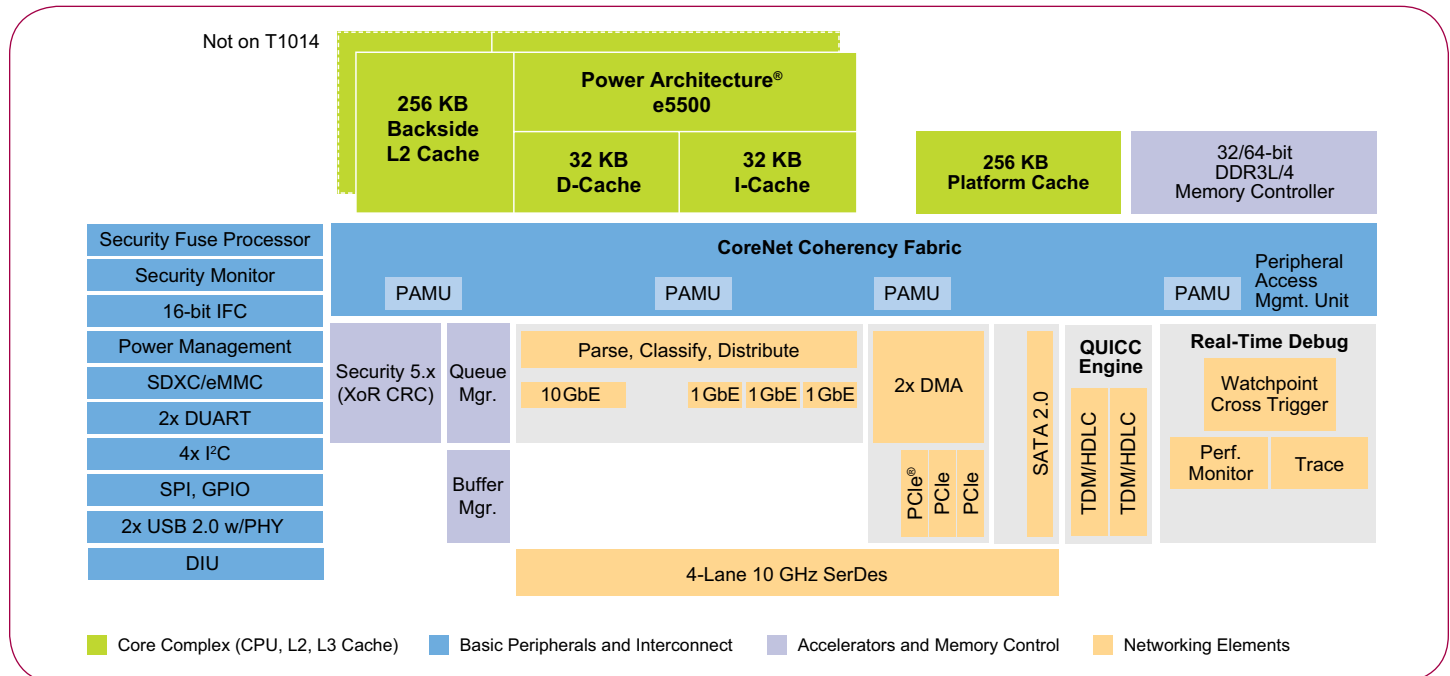 Not on T1014
256 KB
Backside
L2 Cache
Power Architecture®
e5500
32 KB
D-Cache
32 KB
I-Cache
256 KB
Platform Cache
32/64-bit
DDR3L/4
Memory Controller
Security Fuse Processor
Security Monitor
16-bit IFC
Power Management
SDXC/eMMC
2x DUART
4x I²C
SPI, GPIO
2x USB 2.0 w/PHY
DIU
CoreNet Coherency Fabric
PAMU
PAMU
PAMU
PAMU
Peripheral
Access
Mgmt. Unit
Security 5.x
(XoR CRC)
Queue
Mgr.
Buffer
Mgr.
Parse, Classify, Distribute
10 GbE
1 GbE
1 GbE
1 GbE
2x DMA
PCIe®
PCIe
PCIe
SATA 2.0
QUICC
Engine
TDM/HDLC
TDM/HDLC
Real-Time Debug
Watchpoint
Cross Trigger
Perf.
Monitor
Trace
4-Lane 10 GHz SerDes
Core Complex (CPU, L2, L3 Cache)
Basic Peripherals and Interconnect
Accelerators and Memory Control
Networking Elements